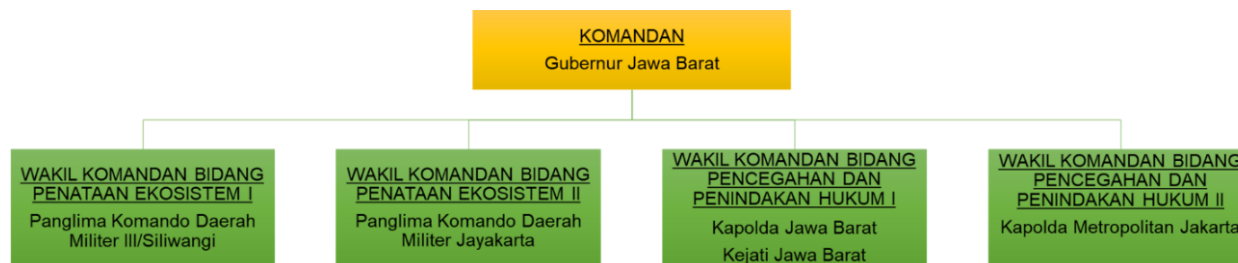 KOMANDAN
Gubernur Jawa Barat
WAKIL KOMANDAN BIDANG
PENATAAN EKOSISTEM I
Panglima Komando Daerah
Militer III/Siliwangi
WAKIL KOMANDAN BIDANG
PENATAAN EKOSISTEM II
Panglima Komando Daerah
Militer Jayakarta
WAKIL KOMANDAN BIDANG
PENCEGAHAN DAN
PENINDAKAN HUKUM I
Kapolda Jawa Barat
Kejati Jawa Barat
WAKIL KOMANDAN BIDANG
PENCEGAHAN DAN
PENINDAKAN HUKUM II
Kapolda Metropolitan Jakarta